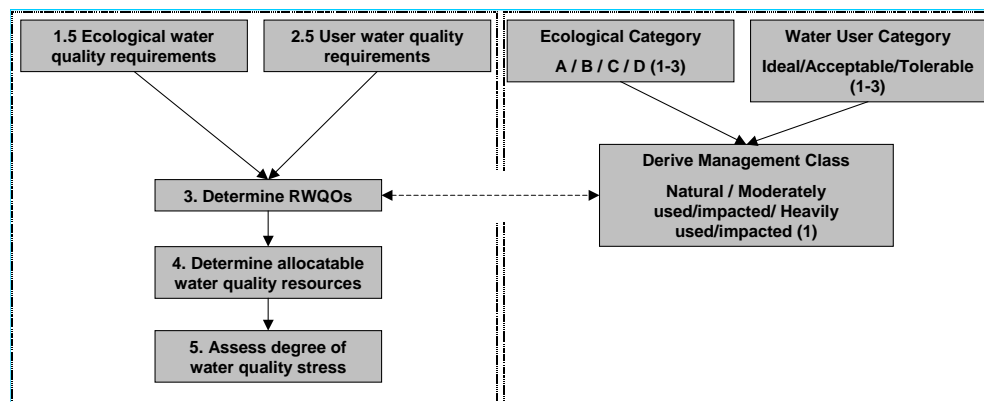 1.5 Ecological water
quality requirements
2.5 User water quality
requirements
3. Determine RWQOs
4. Determine allocatable
water quality resources
5. Assess degree of
water quality stress
Ecological Category
A / B / C / D (1-3)
Water User Category
Ideal/Acceptable/Tolerable
(1-3)
Derive Management Class
Natural / Moderately
used/impacted/ Heavily
used/impacted (1)